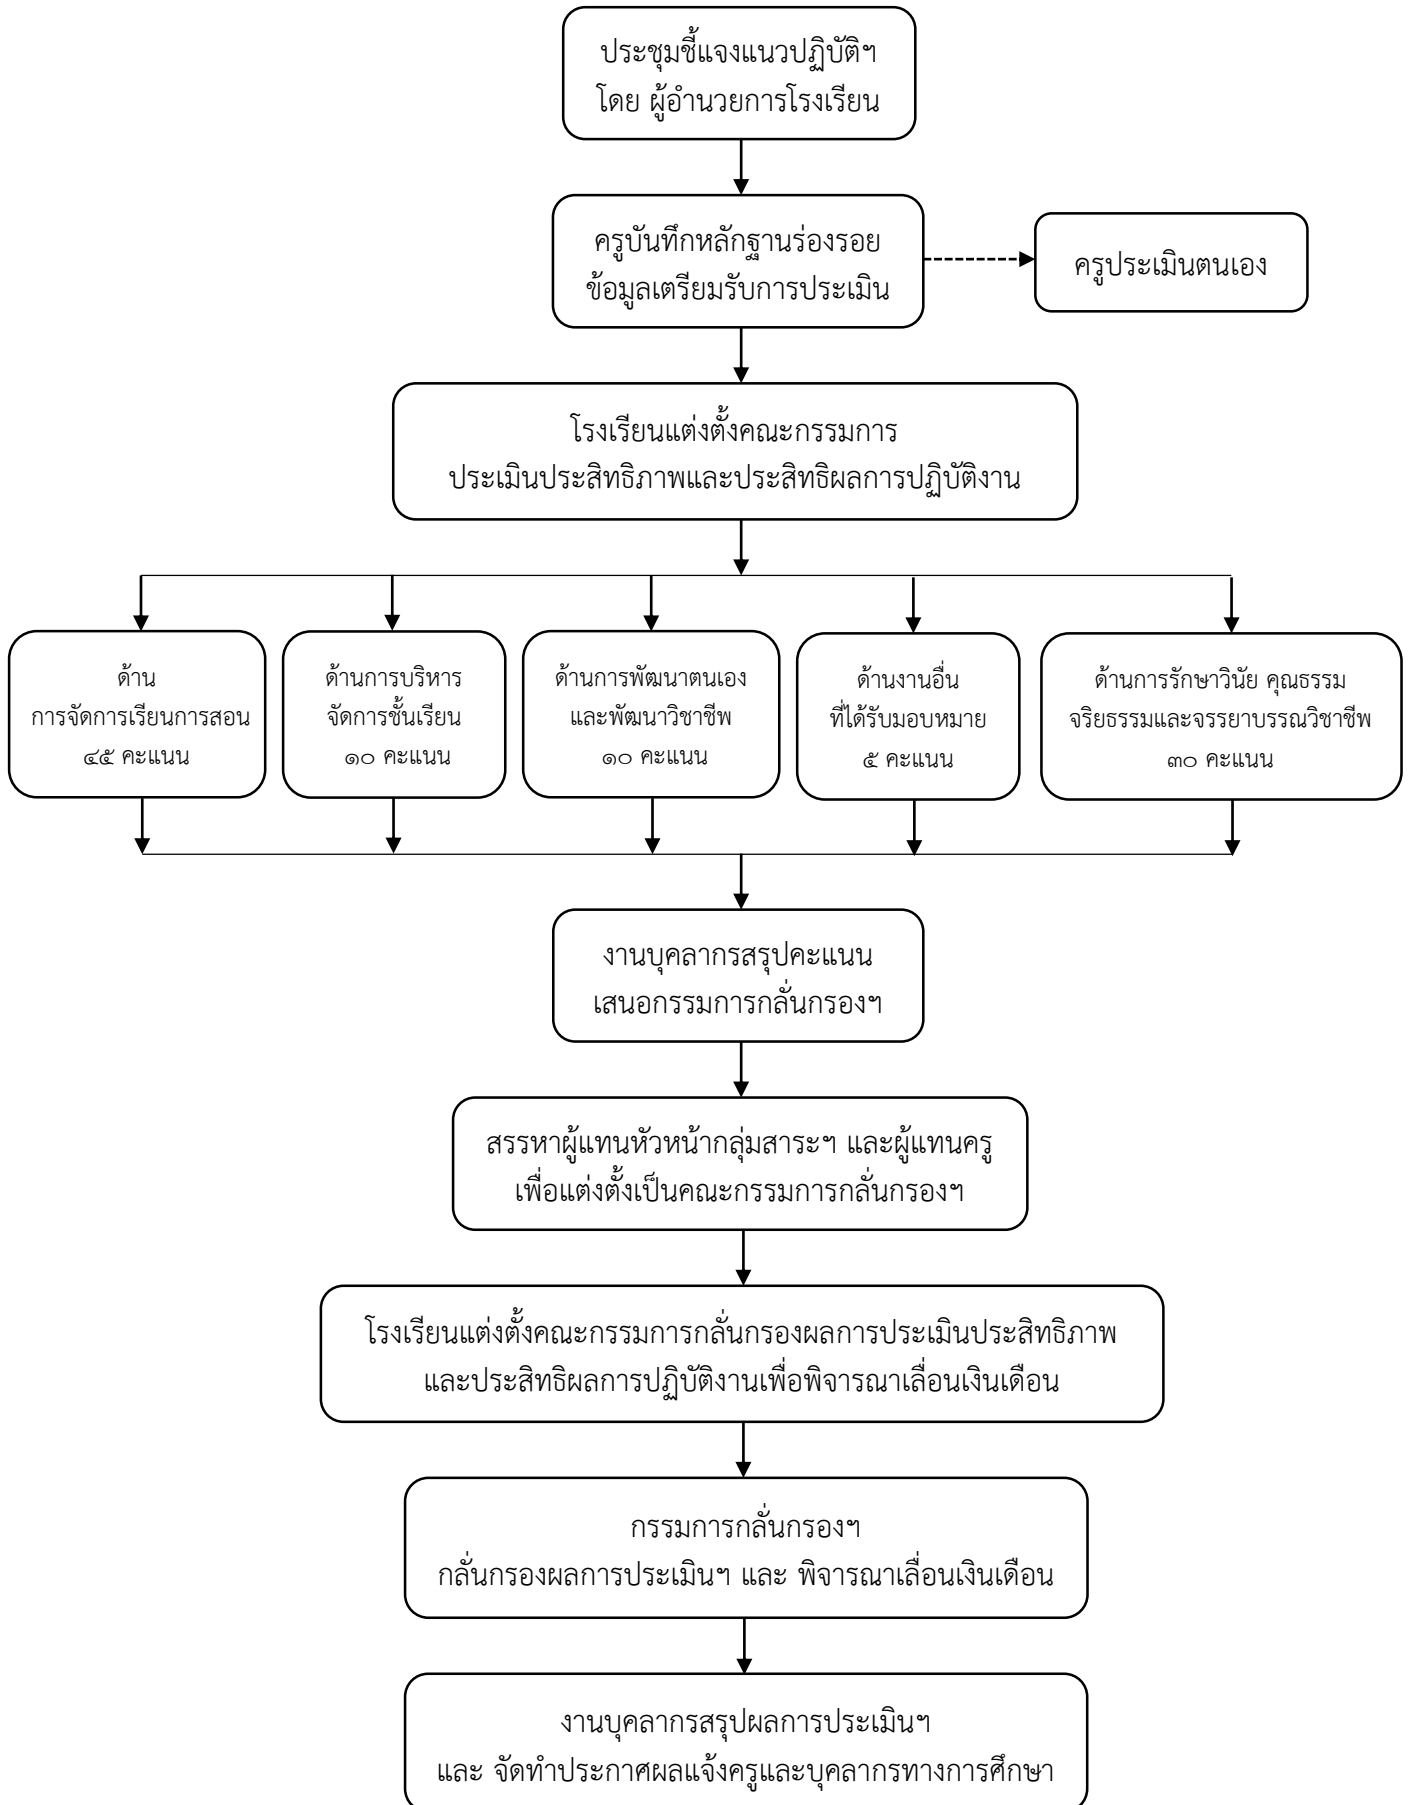 ประชุมชี้แจงแนวปฏิบัติฯ
โดย ผู้อำนวยการโรงเรียน
ครูบันทึกหลักฐานร่องรอย
ข้อมูลเตรียมรับการประเมิน
ครูประเมินตนเอง
โรงเรียนแต่งตั้งคณะกรรมการ
ประเมินประสิทธิภาพและประสิทธิผลการปฏิบัติงาน
ด้าน
การจัดการเรียนการสอน
๔๕ คะแนน
ด้านการบริหาร
จัดการชั้นเรียน
๑๐ คะแนน
ด้านการพัฒนาตนเอง
และพัฒนาวิชาชีพ
๑๐ คะแนน
ด้านงานอื่น
ที่ได้รับมอบหมาย
๕ คะแนน
ด้านการรักษาวินัย คุณธรรม
จริยธรรมและจรรยาบรรณวิชาชีพ
๓๐ คะแนน
งานบุคลากรสรุปคะแนน
เสนอกรรมการกลั่นกรองฯ
สรรหาผู้แทนหัวหน้ากลุ่มสาระฯ และผู้แทนครู
เพื่อแต่งตั้งเป็นคณะกรรมการกลั่นกรองฯ
โรงเรียนแต่งตั้งคณะกรรมการกลั่นกรองผลการประเมินประสิทธิภาพ
และประสิทธิผลการปฏิบัติงานเพื่อพิจารณาเลื่อนเงินเดือน
กรรมการกลั่นกรองฯ
กลั่นกรองผลการประเมินฯ และ พิจารณาเลื่อนเงินเดือน
งานบุคลากรสรุปผลการประเมินฯ
และ จัดทำประกาศผลแจ้งครูและบุคลากรทางการศึกษา